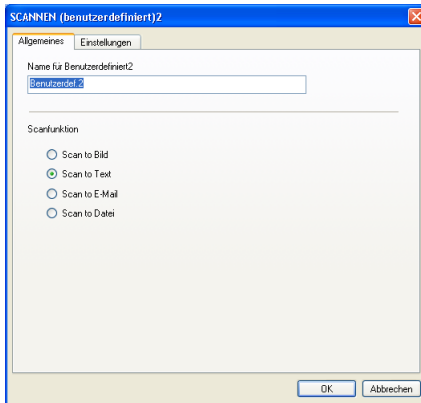 SCANNEN (benutzerdefiniert)2
Allgemeines Einstellungen
Name für Benutzerdefiniert2
Benutzerdef.2
Scanfunktion
Scan to Bild
Scan to Text
Scan to E-Mail
Scan to Datei
OK Abbrechen